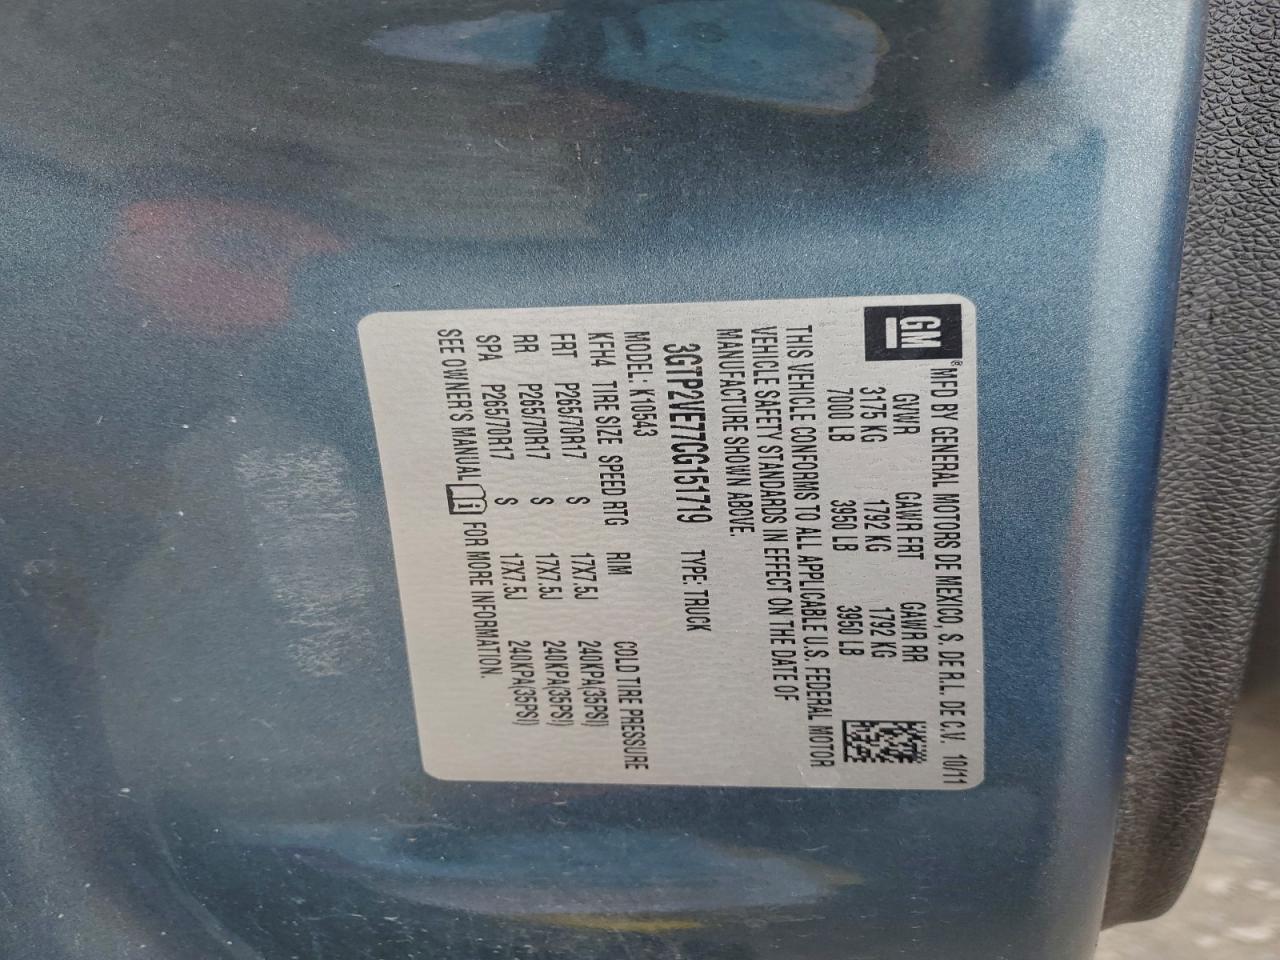 GM® MFD BY GENERAL MOTORS DE MEXICO, S. DE R.L. DE C.V. 10/11
GVWR GAWR FRT GAWR RR
3175 KG 1792 KG 1792 KG
7000 LB 3950 LB 3950 LB
THIS VEHICLE CONFORMS TO ALL APPLICABLE U.S. FEDERAL MOTOR
VEHICLE SAFETY STANDARDS IN EFFECT ON THE DATE OF
MANUFACTURE SHOWN ABOVE.
3GTP2VE77CG151719 TYPE: TRUCK
MODEL: K10543
KFH4 TIRE SIZE SPEED RTG RIM COLD TIRE PRESSURE
FRT P265/70R17 S 17X7.5J 240KPA(35PSI)
RR P265/70R17 S 17X7.5J 240KPA(35PSI)
SPA P265/70R17 S 17X7.5J 240KPA(35PSI)
SEE OWNER'S MANUAL FOR MORE INFORMATION.